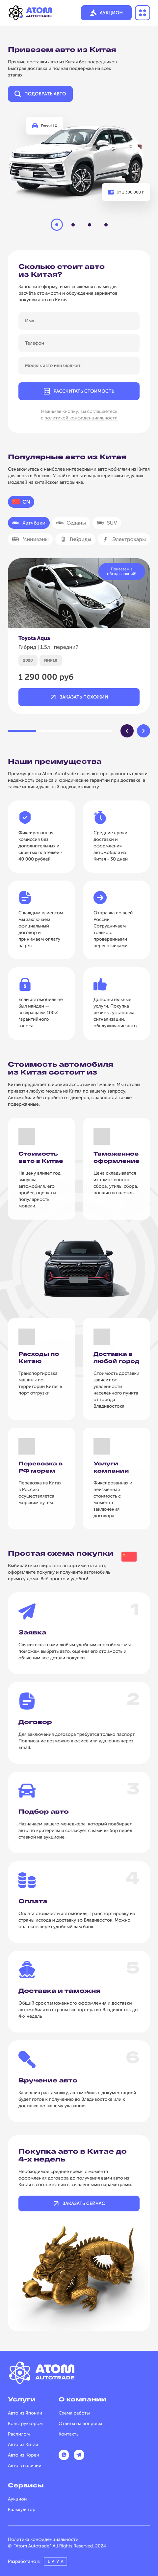 ATOM
AUTOTRADE
АУКЦИОН
Привезем авто из Китая
Прямые поставки авто из Китая без посредников.
Быстрая доставка и полная поддержка на всех
этапах.
ПОДОБРАТЬ АВТО
Exeed LX
от 2 300 000 ₽
Сколько стоит авто
из Китая?
Заполните форму, и мы свяжемся с вами для
расчёта стоимости и обсуждения вариантов
покупки авто из Китая
Имя
Телефон
Модель авто или бюджет
РАССЧИТАТЬ СТОИМОСТЬ
Нажимая кнопку, вы соглашаетесь
с политикой конфиденциальности
Популярные авто из Китая
Ознакомьтесь с наиболее интересными автомобилями из Китая
для ввоза в Россию. Узнайте цены и характеристики ведущих
моделей на китайском авторынке.
CN
Хэтчбэки
Седаны
SUV
Минивэны
Гибриды
Электрокары
Привезем в
обход санкций!
Toyota Aqua
Гибрид | 1.5л | передний
2020
MHP10
1 290 000 руб
ЗАКАЗАТЬ ПОХОЖИЙ
Наши преимущества
Преимущества Атом Автотрейд включают прозрачные сделки,
надежность сервиса и юридические гарантии при доставке, а
также индивидуальный подход к клиенту.
Фиксированная
комиссия без
дополнительных и
скрытых платежей -
40 000 рублей
Средние сроки
доставки и
оформления
автомобиля из
Китая - 30 дней
С каждым клиентом
мы заключаем
официальный
договор и
принимаем оплату
на р/с
Отправка по всей
России.
Сотрудничаем
только с
проверенными
перевозчиками
Если автомобиль не
был найден –
возвращаем 100%
гарантийного
взноса
Дополнительные
услуги. Покупка
резины, установка
сигнализации,
обслуживание авто
Стоимость автомобиля
из Китая состоит из
Китай предлагает широкий ассортимент машин. Мы готовы
привезти любую модель из Китая по вашему запросу.
Автомобили без пробега от дилеров, с заводов, а также
подержанные.
Стоимость
авто в Китае
На цену влияет год
выпуска
автомобиля, его
пробег, оценка и
популярность
модели.
Таможенное
оформление
Цена складывается
из таможенного
сбора, утиль. сбора,
пошлин и налогов
Расходы по
Китаю
Транспортировка
машины по
территории Китая в
порт отгрузки
Доставка в
любой город
Стоимость доставки
зависит от
удалённости
населённого пункта
от города
Владивостока
Перевозка в
РФ морем
Перевозка из Китая
в Россию
осуществляется
морским путем
Услуги
компании
Фиксированная и
неизменная
стоимость с
момента
заключения
договора
Простая схема покупки
Выбирайте из широкого ассортимента авто,
оформляйте покупку и получайте автомобиль
прямо у дома. Всё просто и удобно!
1
Заявка
Свяжитесь с нами любым удобным способом – мы
поможем выбрать авто, оценим его стоимость и
объясним все детали покупки.
2
Договор
Для заключения договора требуется только паспорт.
Подписание возможно в офисе или удаленно через
Email.
3
Подбор авто
Назначаем вашего менеджера, который подбирает
авто по критериям и согласует с вами выбор перед
ставкой на аукционе.
4
Оплата
Оплата стоимости автомобиля, транспортировку из
страны исхода и доставку во Владивосток. Можно
платить через удобный вам банк.
5
Доставка и таможня
Общий срок таможенного оформления и доставки
автомобиля из страны экспортера во Владивосток до
4-х недель
6
Вручение авто
Завершив растаможку, автомобиль с документацией
будет готов к получению во Владивостоке или к
доставке по вашему указанию.
Покупка авто в Китае до
4-х недель
Необходимое среднее время с момента
оформления договора до получения вами авто из
Китая в соответствии с заявленными параметрами.
ЗАКАЗАТЬ СЕЙЧАС
ATOM
AUTOTRADE
Услуги
О компании
Авто из Японии
Схема работы
Конструктором
Ответы на вопросы
Распилом
Контакты
Авто из Китая
Авто из Кореи
Авто в наличии
Сервисы
Аукцион
Калькулятор
Политика конфиденциальности
© "Atom-Autotrade". All Rights Reserved. 2024
Разработано в
LAVA